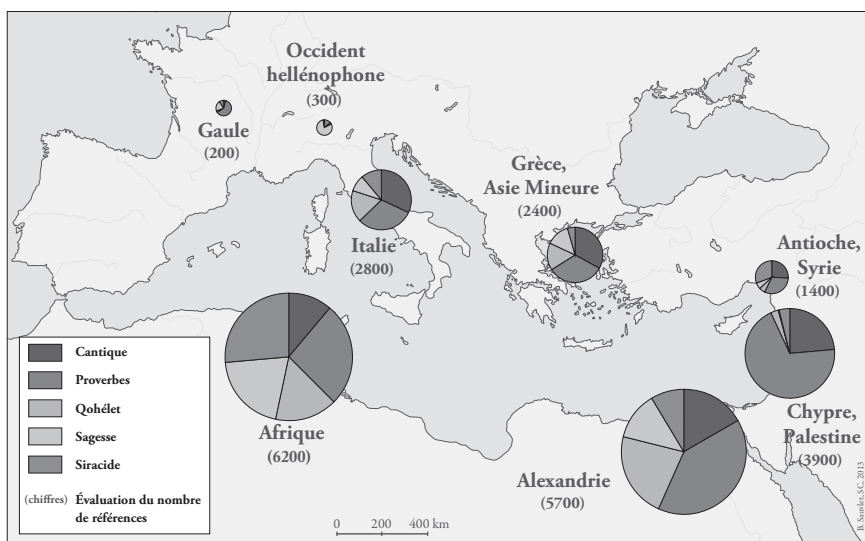 Occident
hellénophone
(300)
Gaule
(200)
Grèce,
Asie Mineure
(2400)
Italie
(2800)
Antioche,
Syrie
(1400)
Cantique
Proverbes
Qohélet
Sagesse
Siracide
(chiffres) Évaluation du nombre
de références
Afrique
(6200)
Chypre,
Palestine
(3900)
Alexandrie
(5700)
0 200 400 km
B. Sauvlet, SC, 2013